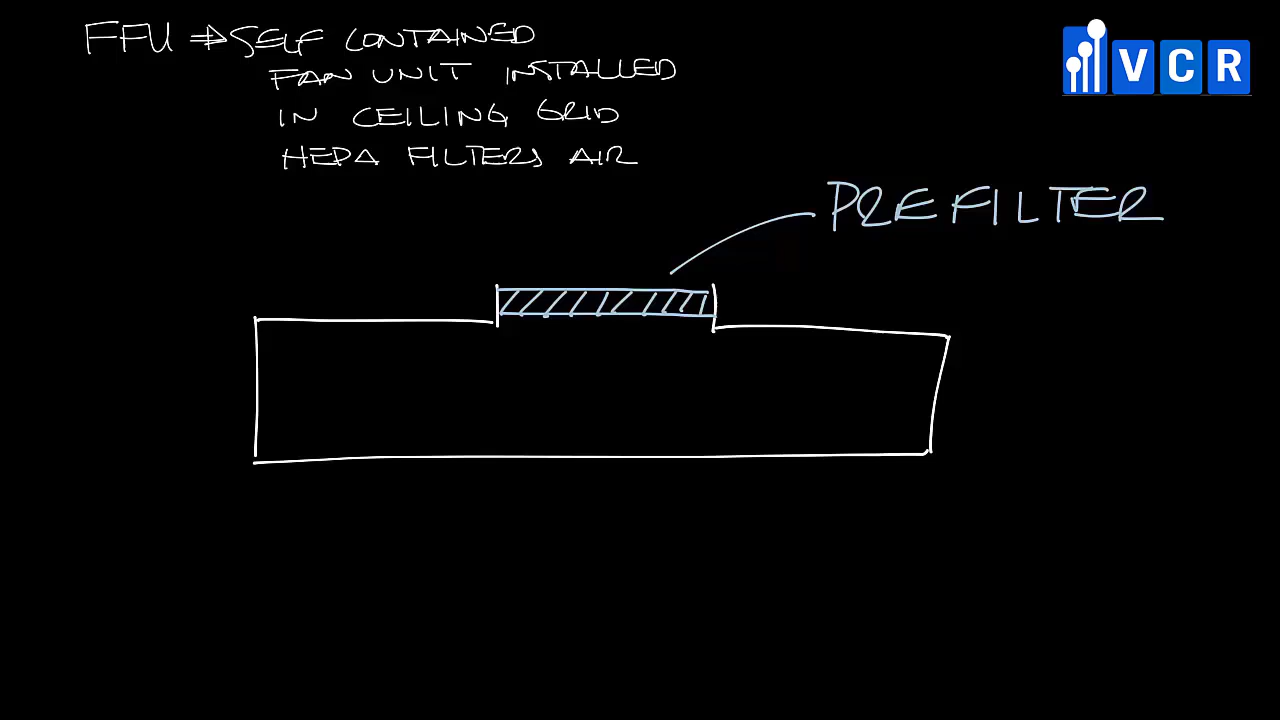 FFU ⇒ SELF CONTAINED
FAN UNIT INSTALLED
IN CEILING GRID
HEPA FILTERS AIR
VCR
PREFILTER